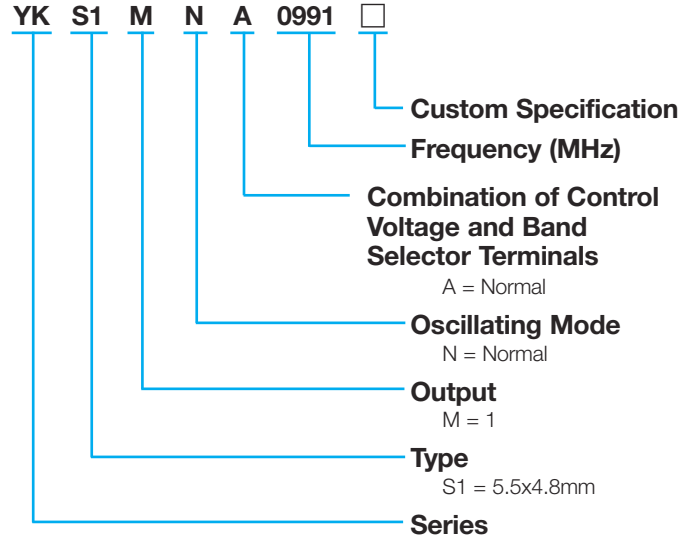 YK S1 M N A 0991 □
Custom Specification
Frequency (MHz)
Combination of Control
Voltage and Band
Selector Terminals
A = Normal
Oscillating Mode
N = Normal
Output
M = 1
Type
S1 = 5.5x4.8mm
Series